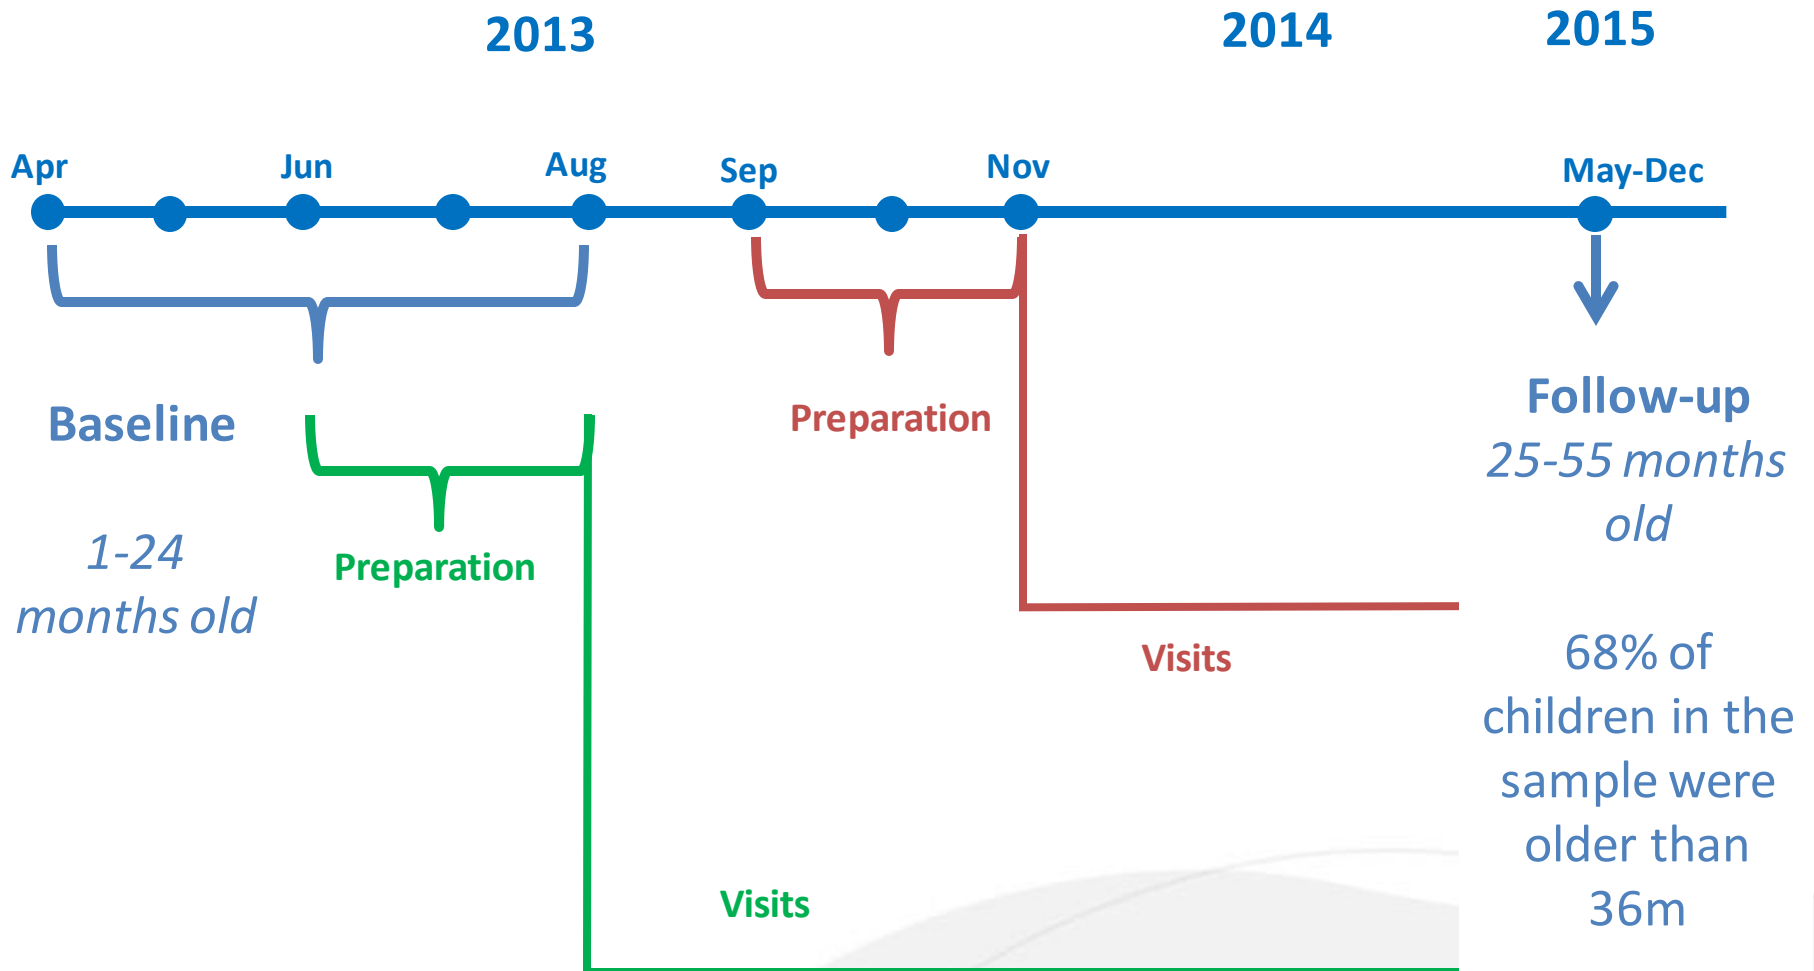 2013
2014
2015
Apr
Jun
Aug
Sep
Nov
May-Dec
Baseline
1-24
months old
Preparation
Visits
Preparation
Visits
Follow-up
25-55 months
old
68% of
children in the
sample were
older than
36m